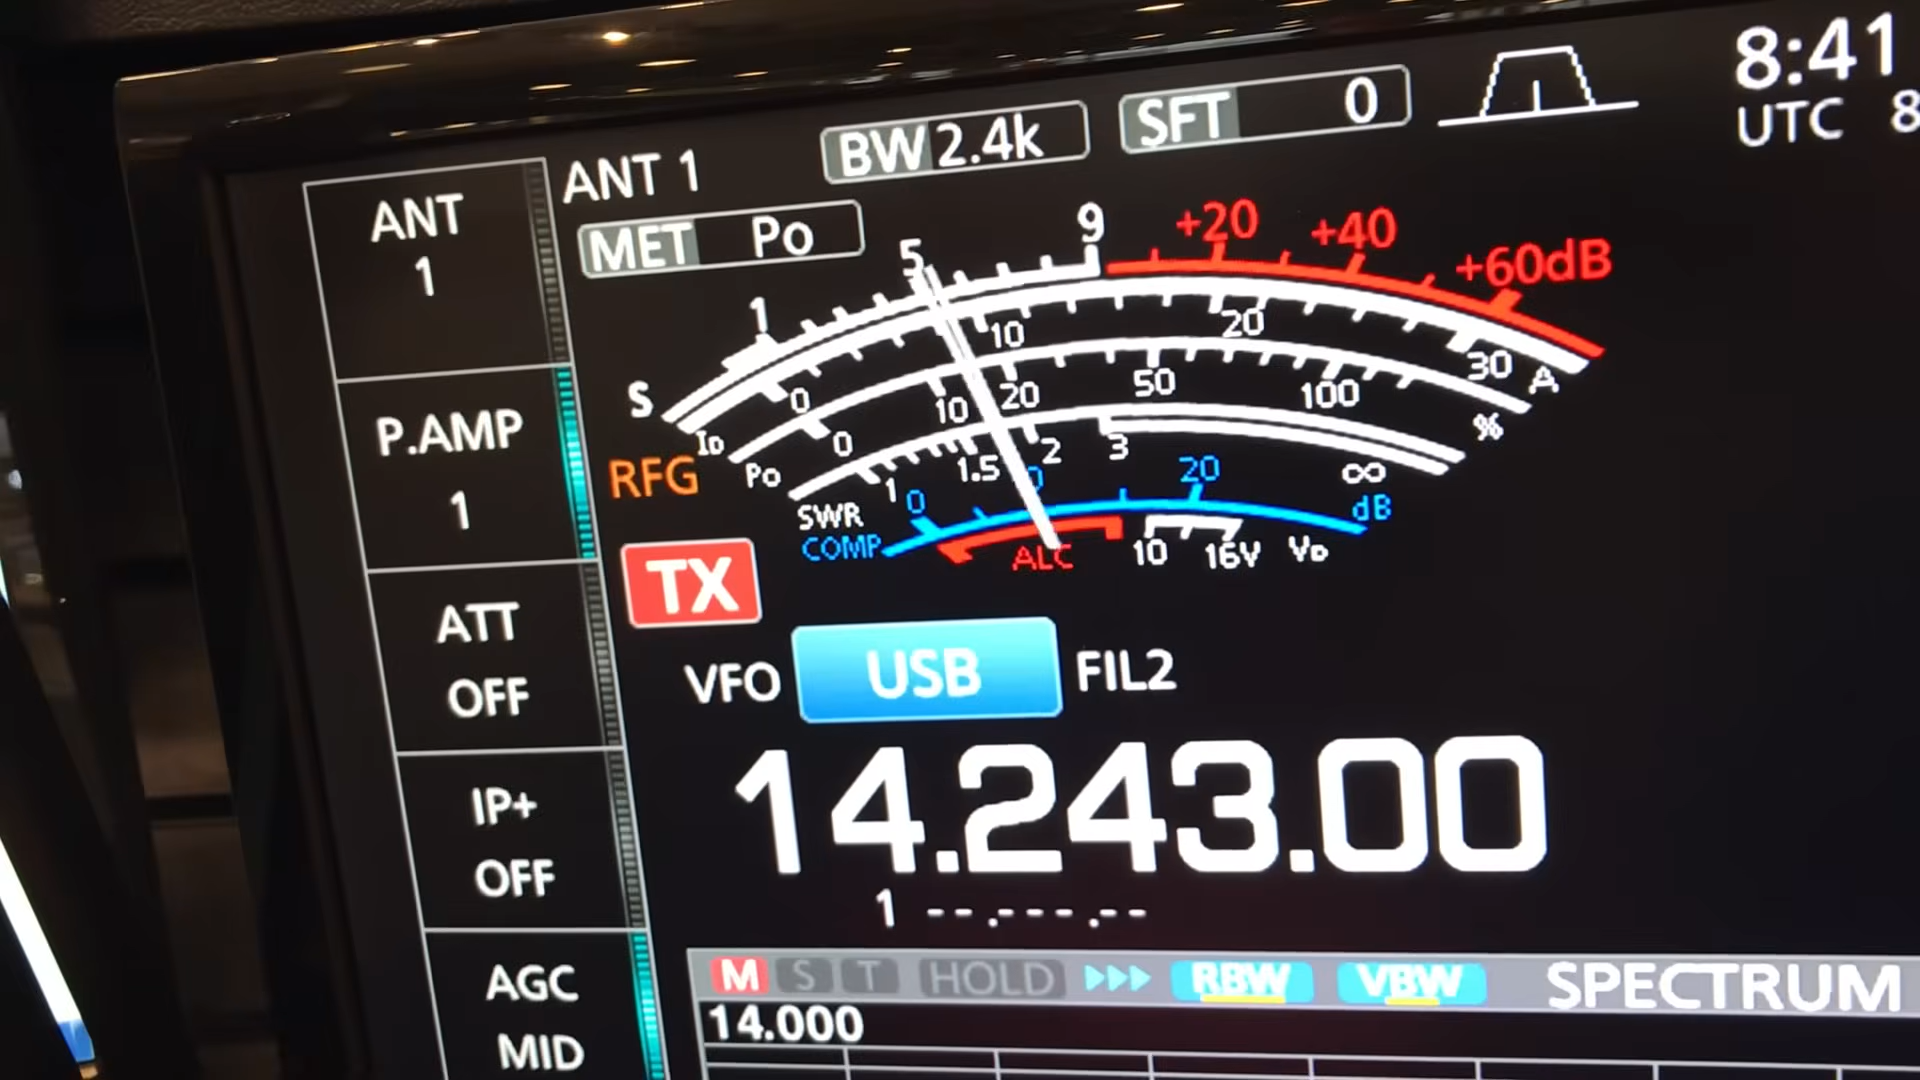 8:41
UTC 8
BW 2.4k
SFT 0
ANT 1
ANT
1
MET Po
P.AMP
1
ATT
OFF
IP+
OFF
AGC
MID
S 1 5 9 +20 +40 +60dB
Io 0 10 20 30 A
RFG
Po 0 10 20 50 100 %
SWR 1 1.5 2 3 ∞
COMP 0 20 dB
ALC 10 16V VD
TX
VFO USB FIL2
14.243.00
1 --.---.--
M S T HOLD RBW VBW SPECTRUM
14.000